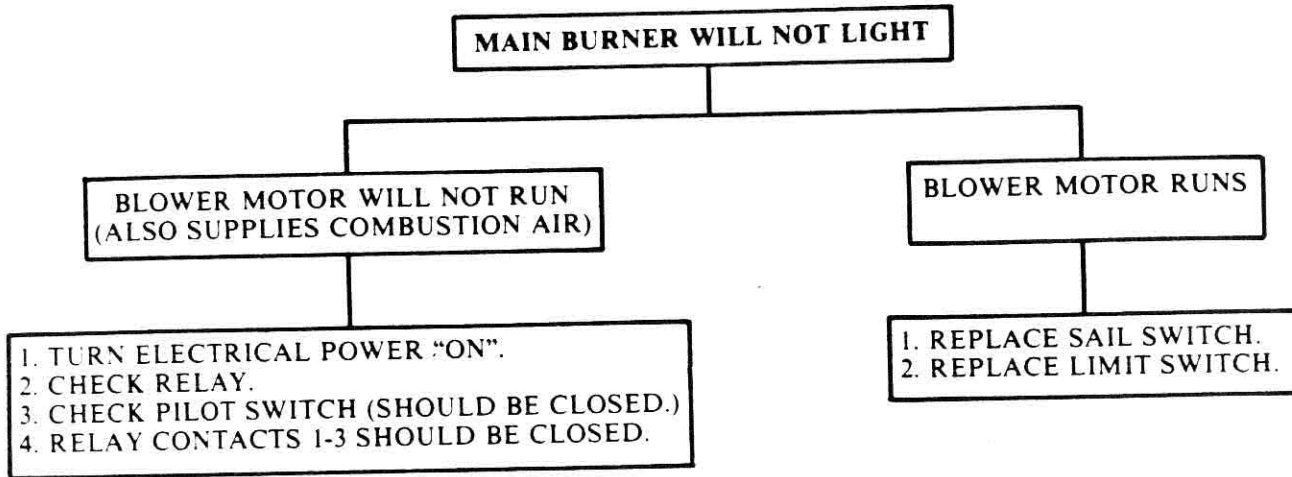 MAIN BURNER WILL NOT LIGHT
BLOWER MOTOR WILL NOT RUN
(ALSO SUPPLIES COMBUSTION AIR)
1. TURN ELECTRICAL POWER "ON".
2. CHECK RELAY.
3. CHECK PILOT SWITCH (SHOULD BE CLOSED.)
4. RELAY CONTACTS 1-3 SHOULD BE CLOSED.
BLOWER MOTOR RUNS
1. REPLACE SAIL SWITCH.
2. REPLACE LIMIT SWITCH.